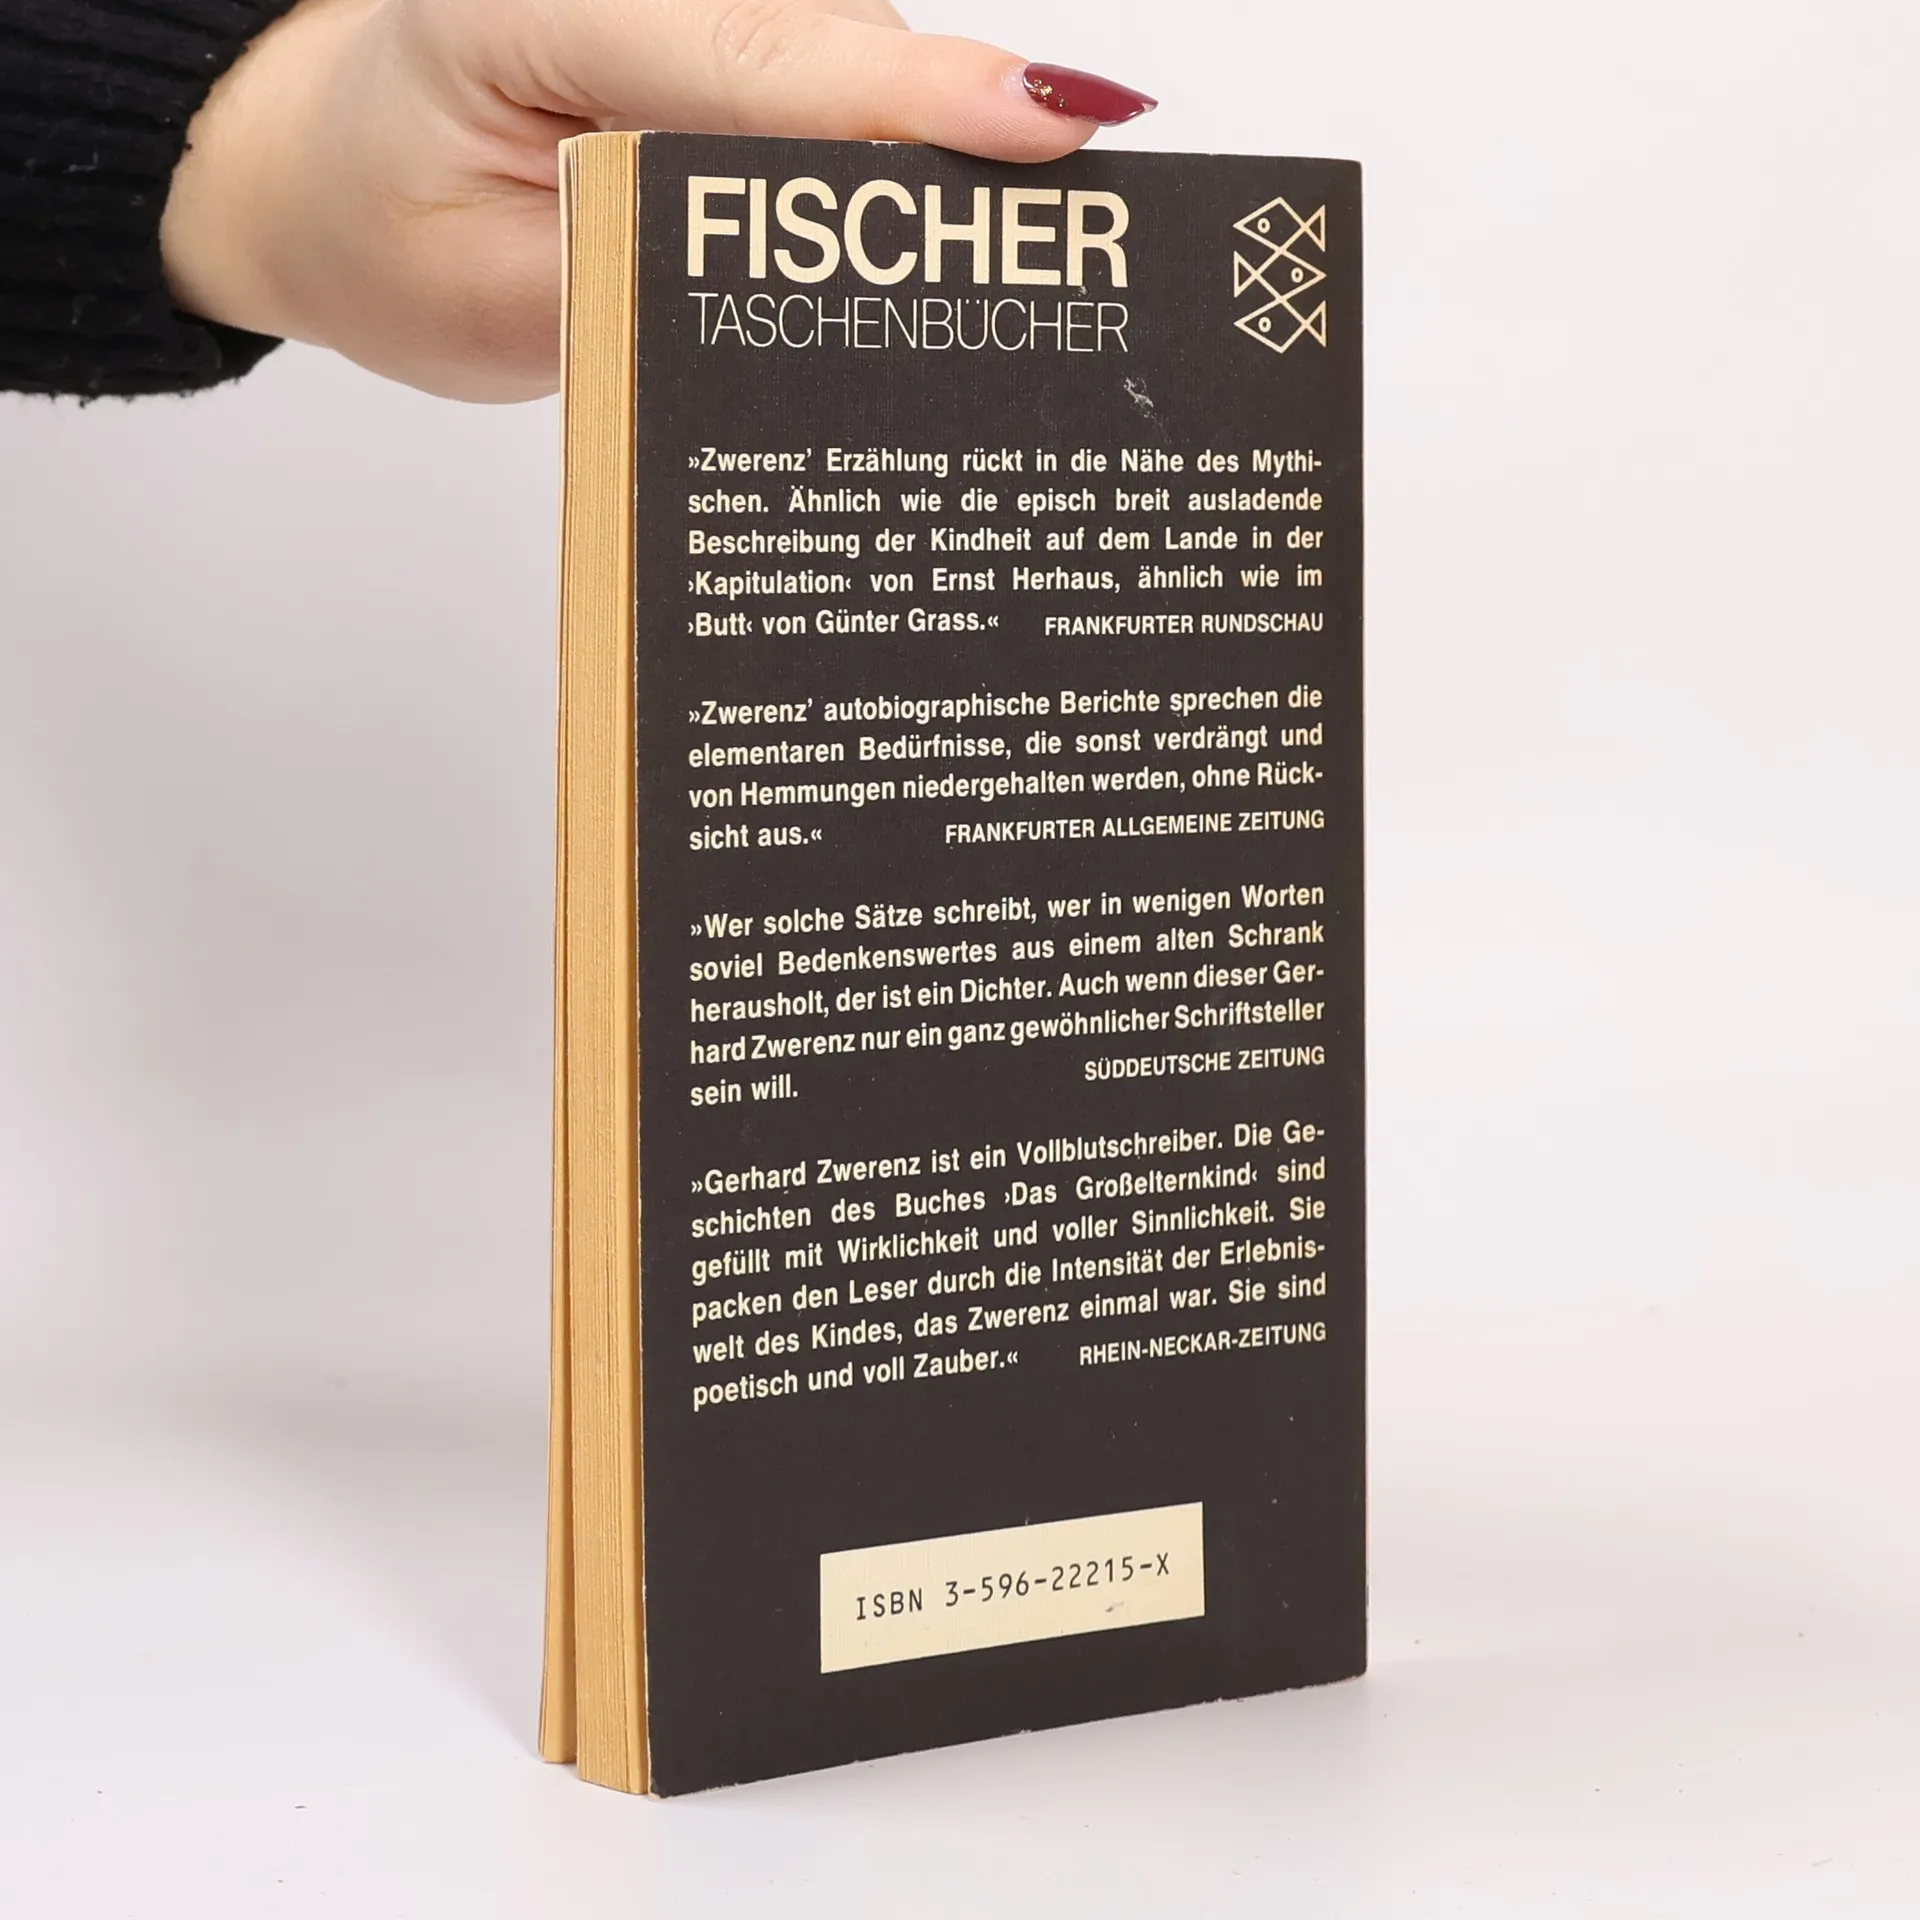 FISCHER
TASCHENBÜCHER
»Zwerenz’ Erzählung rückt in die Nähe des Mythi-
schen. Ähnlich wie die episch breit ausladende
Beschreibung der Kindheit auf dem Lande in der
›Kapitulation‹ von Ernst Herhaus, ähnlich wie im
›Butt‹ von Günter Grass.« FRANKFURTER RUNDSCHAU
»Zwerenz’ autobiographische Berichte sprechen die
elementaren Bedürfnisse, die sonst verdrängt und
von Hemmungen niedergehalten werden, ohne Rück-
sicht aus.« FRANKFURTER ALLGEMEINE ZEITUNG
»Wer solche Sätze schreibt, wer in wenigen Worten
soviel Bedenkenswertes aus einem alten Schrank
herausholt, der ist ein Dichter. Auch wenn dieser Ger-
hard Zwerenz nur ein ganz gewöhnlicher Schriftsteller
sein will. SÜDDEUTSCHE ZEITUNG
»Gerhard Zwerenz ist ein Vollblutschreiber. Die Ge-
schichten des Buches ›Das Großelternkind‹ sind
gefüllt mit Wirklichkeit und voller Sinnlichkeit. Sie
packen den Leser durch die Intensität der Erlebnis-
welt des Kindes, das Zwerenz einmal war. Sie sind
poetisch und voll Zauber.« RHEIN-NECKAR-ZEITUNG
ISBN 3-596-22215-X